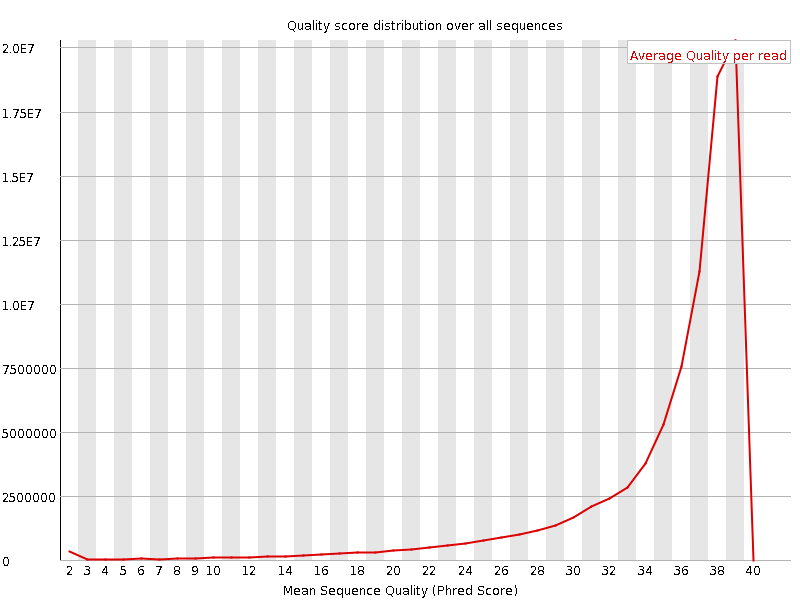 Quality score distribution over all sequences
Average Quality per read
2.0E7
1.75E7
1.5E7
1.25E7
1.0E7
7500000
5000000
2500000
0
2 3 4 5 6 7 8 9 10 12 14 16 18 20 22 24 26 28 30 32 34 36 38 40
Mean Sequence Quality (Phred Score)